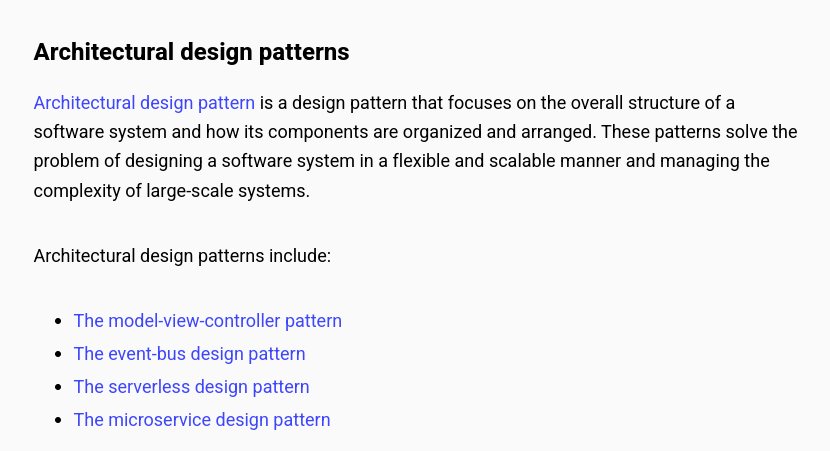 Architectural design patterns
Architectural design pattern is a design pattern that focuses on the overall structure of a
software system and how its components are organized and arranged. These patterns solve the
problem of designing a software system in a flexible and scalable manner and managing the
complexity of large-scale systems.
Architectural design patterns include:
• The model-view-controller pattern
• The event-bus design pattern
• The serverless design pattern
• The microservice design pattern